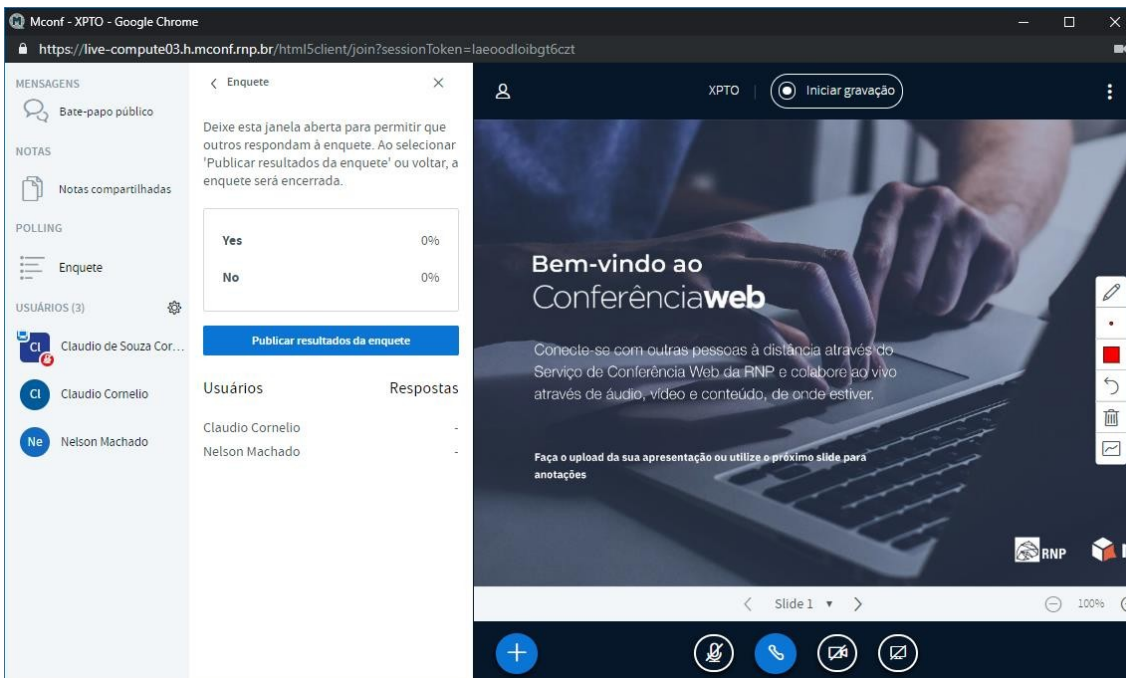 Mconf - XPTO - Google Chrome
https://live-compute03.h.mconf.rnp.br/html5client/join?sessionToken=laeoodloibgt6czt
MENSAGENS
Bate-papo público
NOTAS
Notas compartilhadas
POLLING
Enquete
USUÁRIOS (3)
CI
Claudio de Souza Cor...
CI
Claudio Cornelio
Ne
Nelson Machado
Enquete
Deixe esta janela aberta para permitir que
outros respondam à enquete. Ao selecionar
'Publicar resultados da enquete' ou voltar, a
enquete será encerrada.
Yes 0%
No 0%
Publicar resultados da enquete
Usuários Respostas
Claudio Cornelio -
Nelson Machado -
XPTO
Iniciar gravação
Bem-vindo ao
Conferênciaweb
Conecte-se com outras pessoas à distância através do
Serviço de Conferência Web da RNP e colabore ao vivo
através de áudio, vídeo e conteúdo, de onde estiver.
Faça o upload da sua apresentação ou utilize o próximo slide para
anotações
RNP
Slide 1
100%